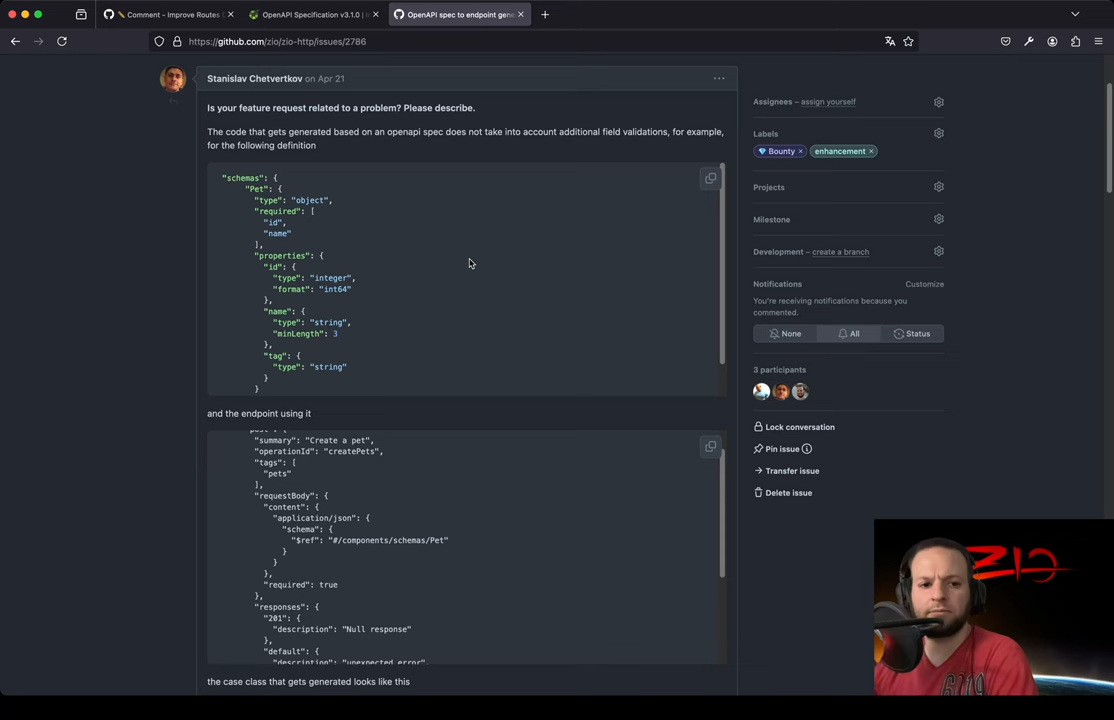 ✏️ Comment - Improve Routes
OpenAPI Specification v3.1.0 | I
OpenAPI spec to endpoint gene
https://github.com/zio/zio-http/issues/2786
Stanislav Chetvertkov on Apr 21
Is your feature request related to a problem? Please describe.
The code that gets generated based on an openapi spec does not take into account additional field validations, for example,
for the following definition
"schemas": {
"Pet": {
"type": "object",
"required": [
"id",
"name"
],
"properties": {
"id": {
"type": "integer",
"format": "int64"
},
"name": {
"type": "string",
"minLength": 3
},
"tag": {
"type": "string"
}
}
and the endpoint using it
"post": {
"summary": "Create a pet",
"operationId": "createPets",
"tags": [
"pets"
],
"requestBody": {
"content": {
"application/json": {
"schema": {
"$ref": "#/components/schemas/Pet"
}
}
},
"required": true
},
"responses": {
"201": {
"description": "Null response"
},
"default": {
"description": "unexpected error",
the case class that gets generated looks like this
Assignees – assign yourself
Labels
💎 Bounty × enhancement ×
Projects
Milestone
Development – create a branch
Notifications Customize
You're receiving notifications because you
commented.
None All Status
3 participants
Lock conversation
Pin issue
Transfer issue
Delete issue
ZIO